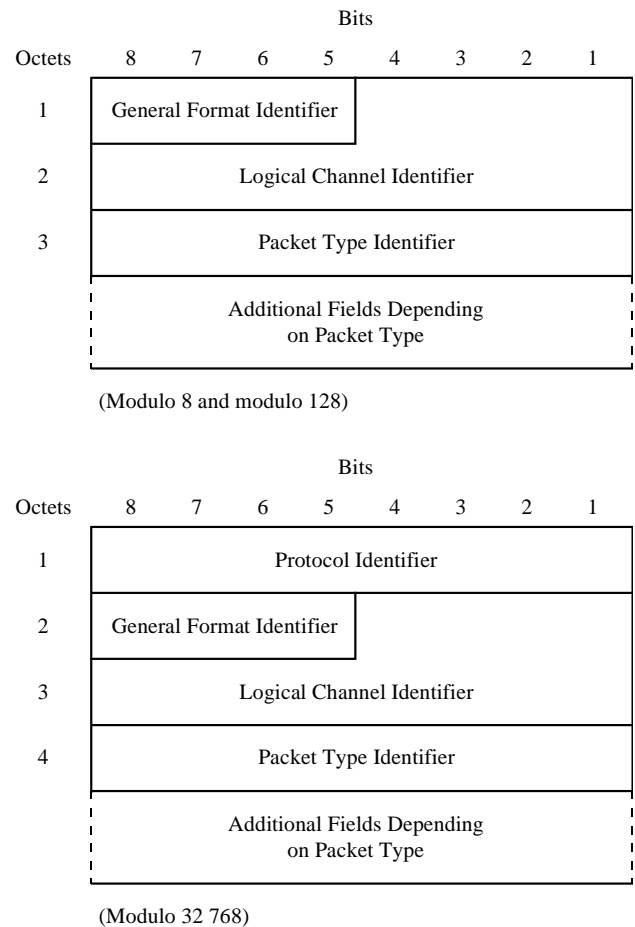 Bits
Octets 8 7 6 5 4 3 2 1
1 General Format Identifier
2 Logical Channel Identifier
3 Packet Type Identifier
Additional Fields Depending
on Packet Type
(Modulo 8 and modulo 128)
Bits
Octets 8 7 6 5 4 3 2 1
1 Protocol Identifier
2 General Format Identifier
3 Logical Channel Identifier
4 Packet Type Identifier
Additional Fields Depending
on Packet Type
(Modulo 32 768)